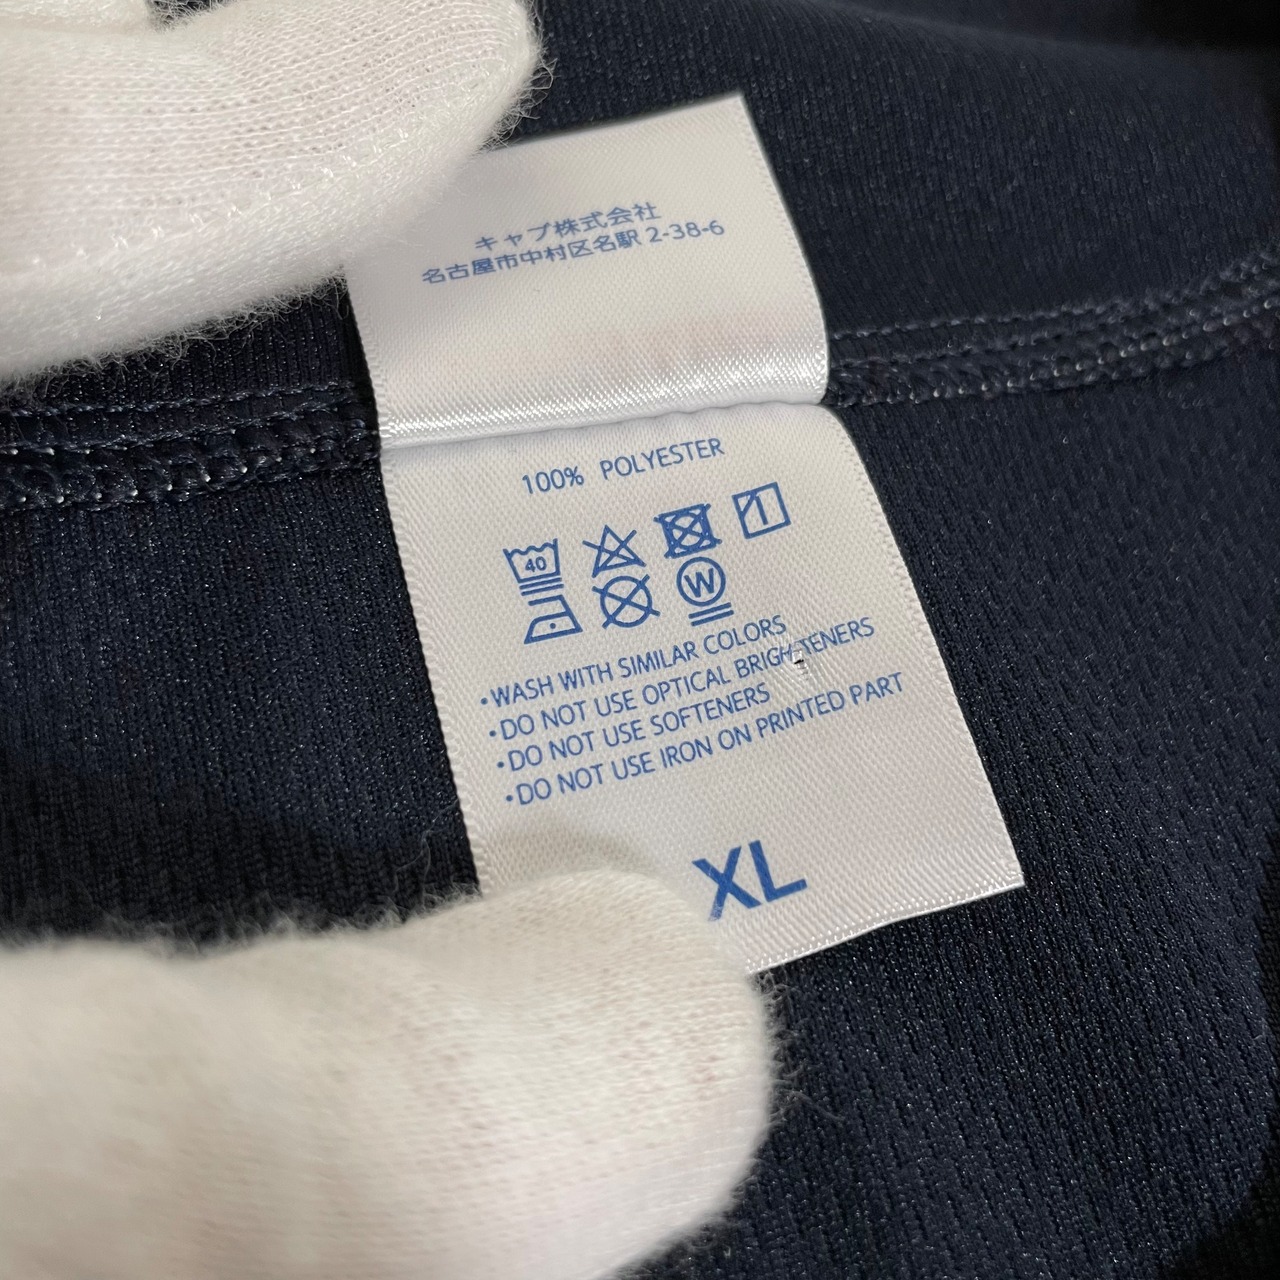 キャブ株式会社
名古屋市中村区名駅 2-38-6
100% POLYESTER
40
W
・WASH WITH SIMILAR COLORS
・DO NOT USE OPTICAL BRIGHTENERS
・DO NOT USE SOFTENERS
・DO NOT USE IRON ON PRINTED PART
XL